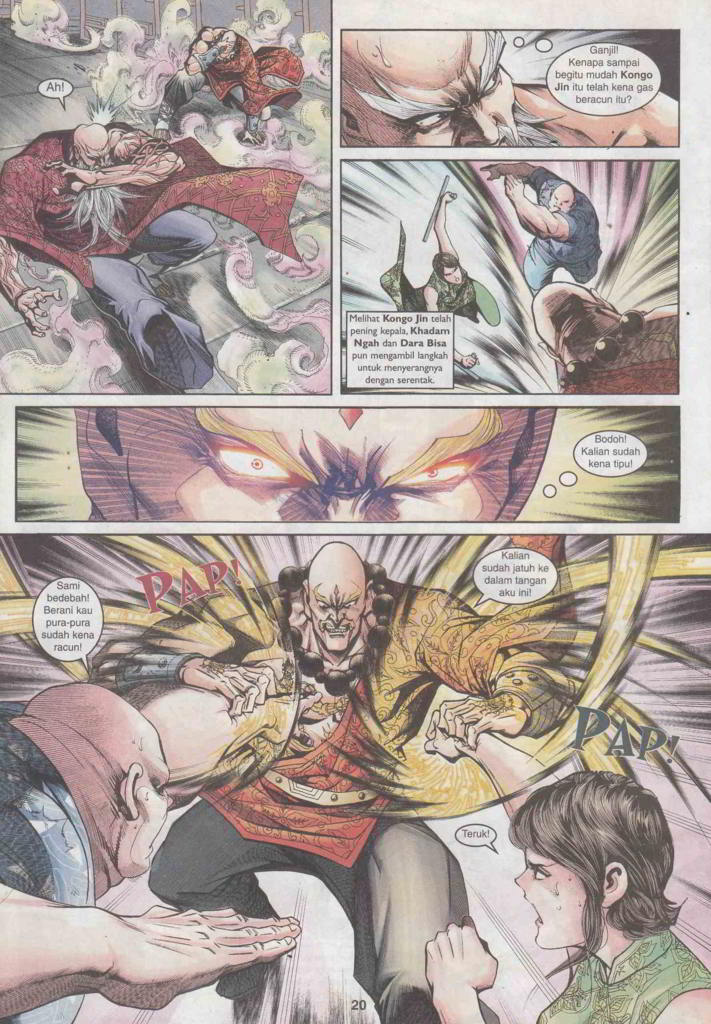 Ah!
Ganjil!
Kenapa sampai
begitu mudah Kongo
Jin itu telah kena gas
beracun itu?
Melihat Kongo Jin telah
pening kepala, Khadam
Ngah dan Dara Bisa
pun mengambil langkah
untuk menyerangnya
dengan serentak.
Bodoh!
Kalian sudah
kena tipu!
Sami
bedebah!
Berani kau
pura-pura
sudah kena
racun!
PAP!
Kalian
sudah jatuh ke
dalam tangan
aku ini!
PAP!
Teruk!
20